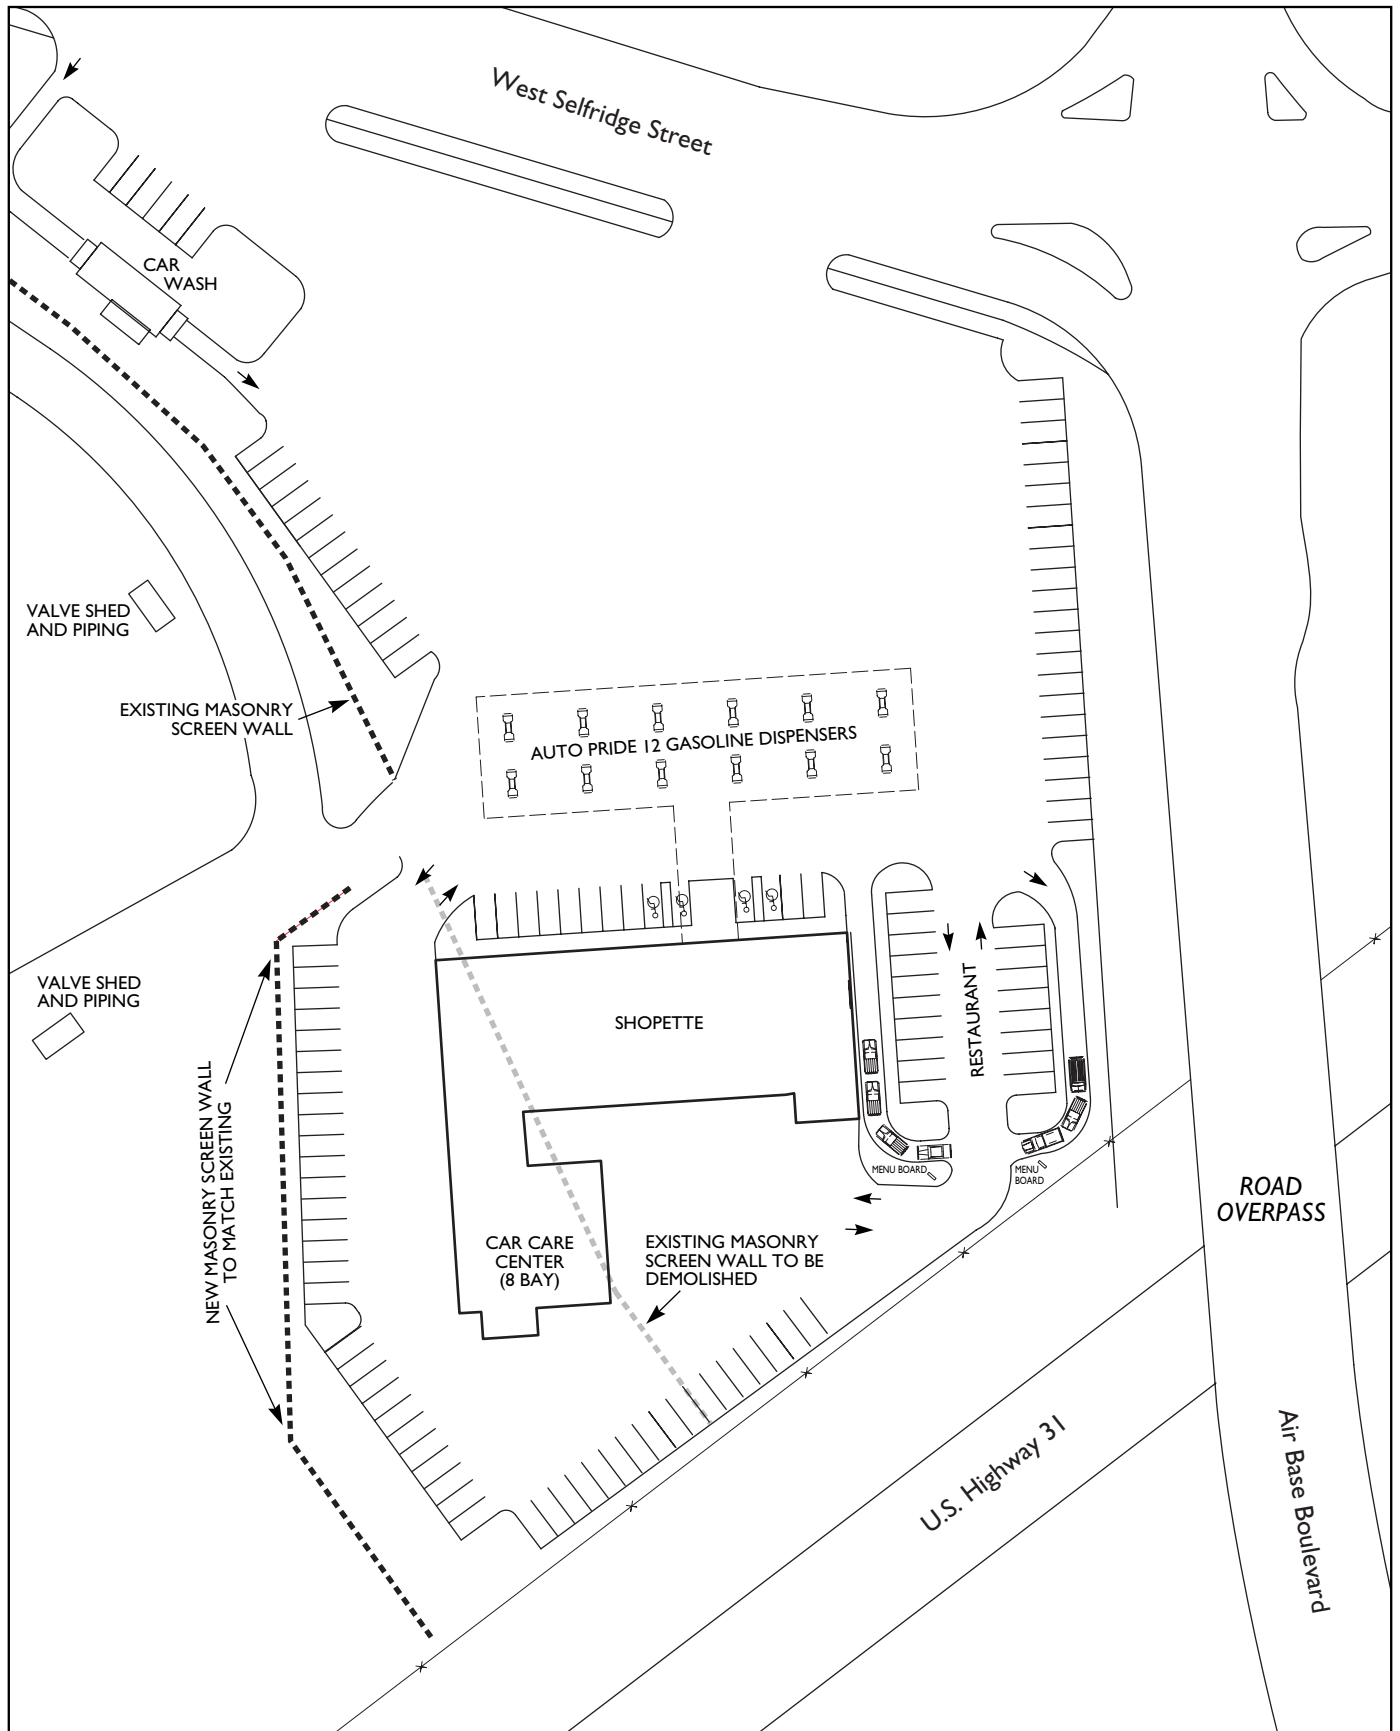 West Selfridge Street
CAR
WASH
VALVE SHED
AND PIPING
EXISTING MASONRY
SCREEN WALL
AUTO PRIDE 12 GASOLINE DISPENSERS
VALVE SHED
AND PIPING
SHOPETTE
RESTAURANT
NEW MASONRY SCREEN WALL
TO MATCH EXISTING
MENU BOARD
MENU
BOARD
CAR CARE
CENTER
(8 BAY)
EXISTING MASONRY
SCREEN WALL TO BE
DEMOLISHED
ROAD
OVERPASS
U.S. Highway 31
Air Base Boulevard